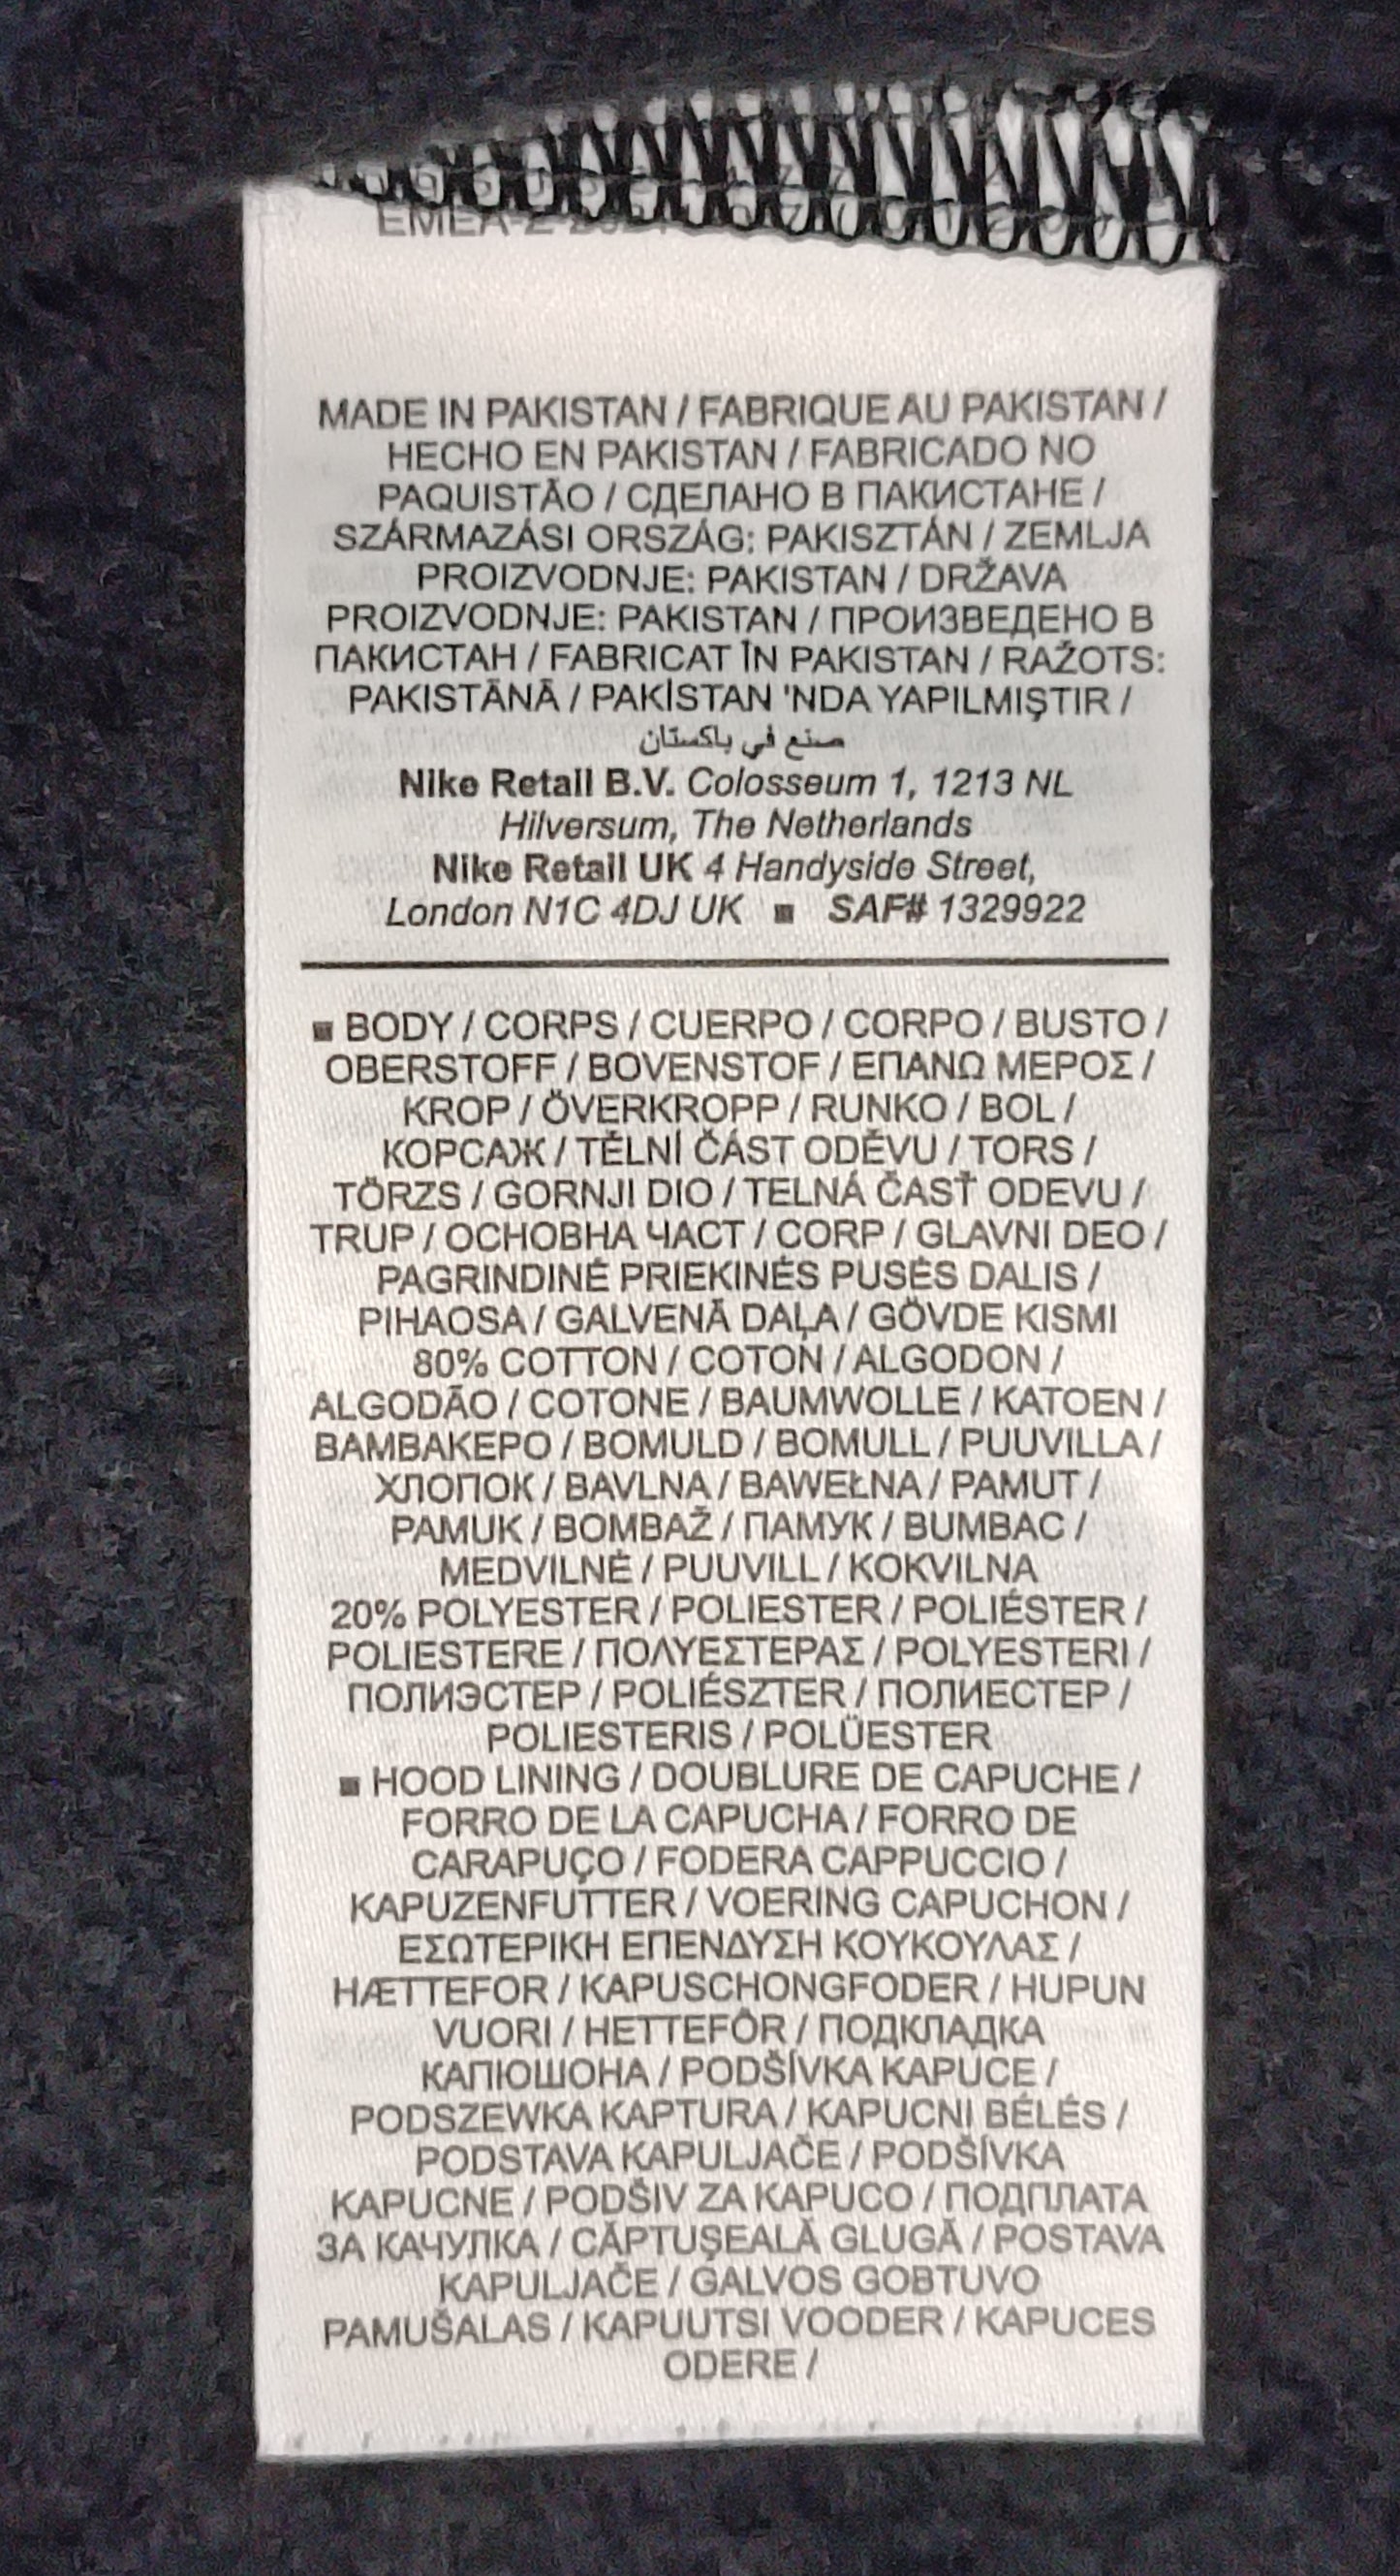 MADE IN PAKISTAN / FABRIQUE AU PAKISTAN /
HECHO EN PAKISTAN / FABRICADO NO
PAQUISTÃO / СДЕЛАНО В ПАКИСТАНЕ /
SZÁRMAZÁSI ORSZÁG: PAKISZTÁN / ZEMLJA
PROIZVODNJE: PAKISTAN / DRŽAVA
PROIZVODNJE: PAKISTAN / ПРОИЗВЕДЕНО В
ПАКИСТАН / FABRICAT ÎN PAKISTAN / RAŽOTS:
PAKISTĀNĀ / PAKİSTAN 'NDA YAPILMIŞTIR /
صنع في باكستان
Nike Retail B.V. Colosseum 1, 1213 NL
Hilversum, The Netherlands
Nike Retail UK 4 Handyside Street,
London N1C 4DJ UK ■ SAF# 1329922
■ BODY / CORPS / CUERPO / CORPO / BUSTO /
OBERSTOFF / BOVENSTOF / ΕΠΑΝΩ ΜΕΡΟΣ /
KROP / ÖVERKROPP / RUNKO / BOL /
КОРСАЖ / TĚLNÍ ČÁST ODĚVU / TORS /
TÖRZS / GORNJI DIO / TELNÁ ČASŤ ODEVU /
TRUP / ОСНОВНА ЧАСТ / CORP / GLAVNI DEO /
PAGRINDINĖ PRIEKINĖS PUSĖS DALIS /
PIHAOSA / GALVENĀ DAĻA / GÖVDE KISMI
80% COTTON / COTON / ALGODON /
ALGODÃO / COTONE / BAUMWOLLE / KATOEN /
ΒΑΜΒΑΚΕΡΟ / BOMULD / BOMULL / PUUVILLA /
ХЛОПОК / BAVLNA / BAWEŁNA / PAMUT /
PAMUK / BOMBAŽ / ПАМУК / BUMBAC /
MEDVILNĖ / PUUVILL / KOKVILNA
20% POLYESTER / POLIESTER / POLIÉSTER /
POLIESTERE / ΠΟΛΥΕΣΤΕΡΑΣ / POLYESTERI /
ПОЛИЭСТЕР / POLIÉSZTER / ПОЛИЕСТЕР /
POLIESTERIS / POLÜESTER
■ HOOD LINING / DOUBLURE DE CAPUCHE /
FORRO DE LA CAPUCHA / FORRO DE
CARAPUÇO / FODERA CAPPUCCIO /
KAPUZENFUTTER / VOERING CAPUCHON /
ΕΣΩΤΕΡΙΚΗ ΕΠΕΝΔΥΣΗ ΚΟΥΚΟΥΛΑΣ /
HÆTTEFOR / KAPUSCHONGFODER / HUPUN
VUORI / HETTEFÔR / ПОДКЛАДКА
КАПЮШОНА / PODŠÍVKA KAPUCE /
PODSZEWKA KAPTURA / KAPUCNI BÉLÉS /
PODSTAVA KAPULJAČE / PODŠÍVKA
KAPUCNE / PODŠIV ZA KAPUCO / ПОДПЛАТА
ЗА КАЧУЛКА / CĂPTUŞEALĂ GLUGĂ / POSTAVA
KAPULJAČE / GALVOS GOBTUVO
PAMUŠALAS / KAPUUTSI VOODER / KAPUCES
ODERE /